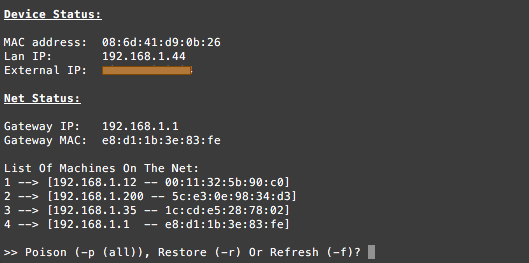 Device Status:
MAC address:  08:6d:41:d9:0b:26
Lan IP:       192.168.1.44
External IP:
Net Status:
Gateway IP:   192.168.1.1
Gateway MAC:  e8:d1:1b:3e:83:fe
List Of Machines On The Net:
1 --> [192.168.1.12 -- 00:11:32:5b:90:c0]
2 --> [192.168.1.200 -- 5c:e3:0e:98:34:d3]
3 --> [192.168.1.35 -- 1c:cd:e5:28:78:02]
4 --> [192.168.1.1  -- e8:d1:1b:3e:83:fe]
>> Poison (-p (all)), Restore (-r) Or Refresh (-f)?